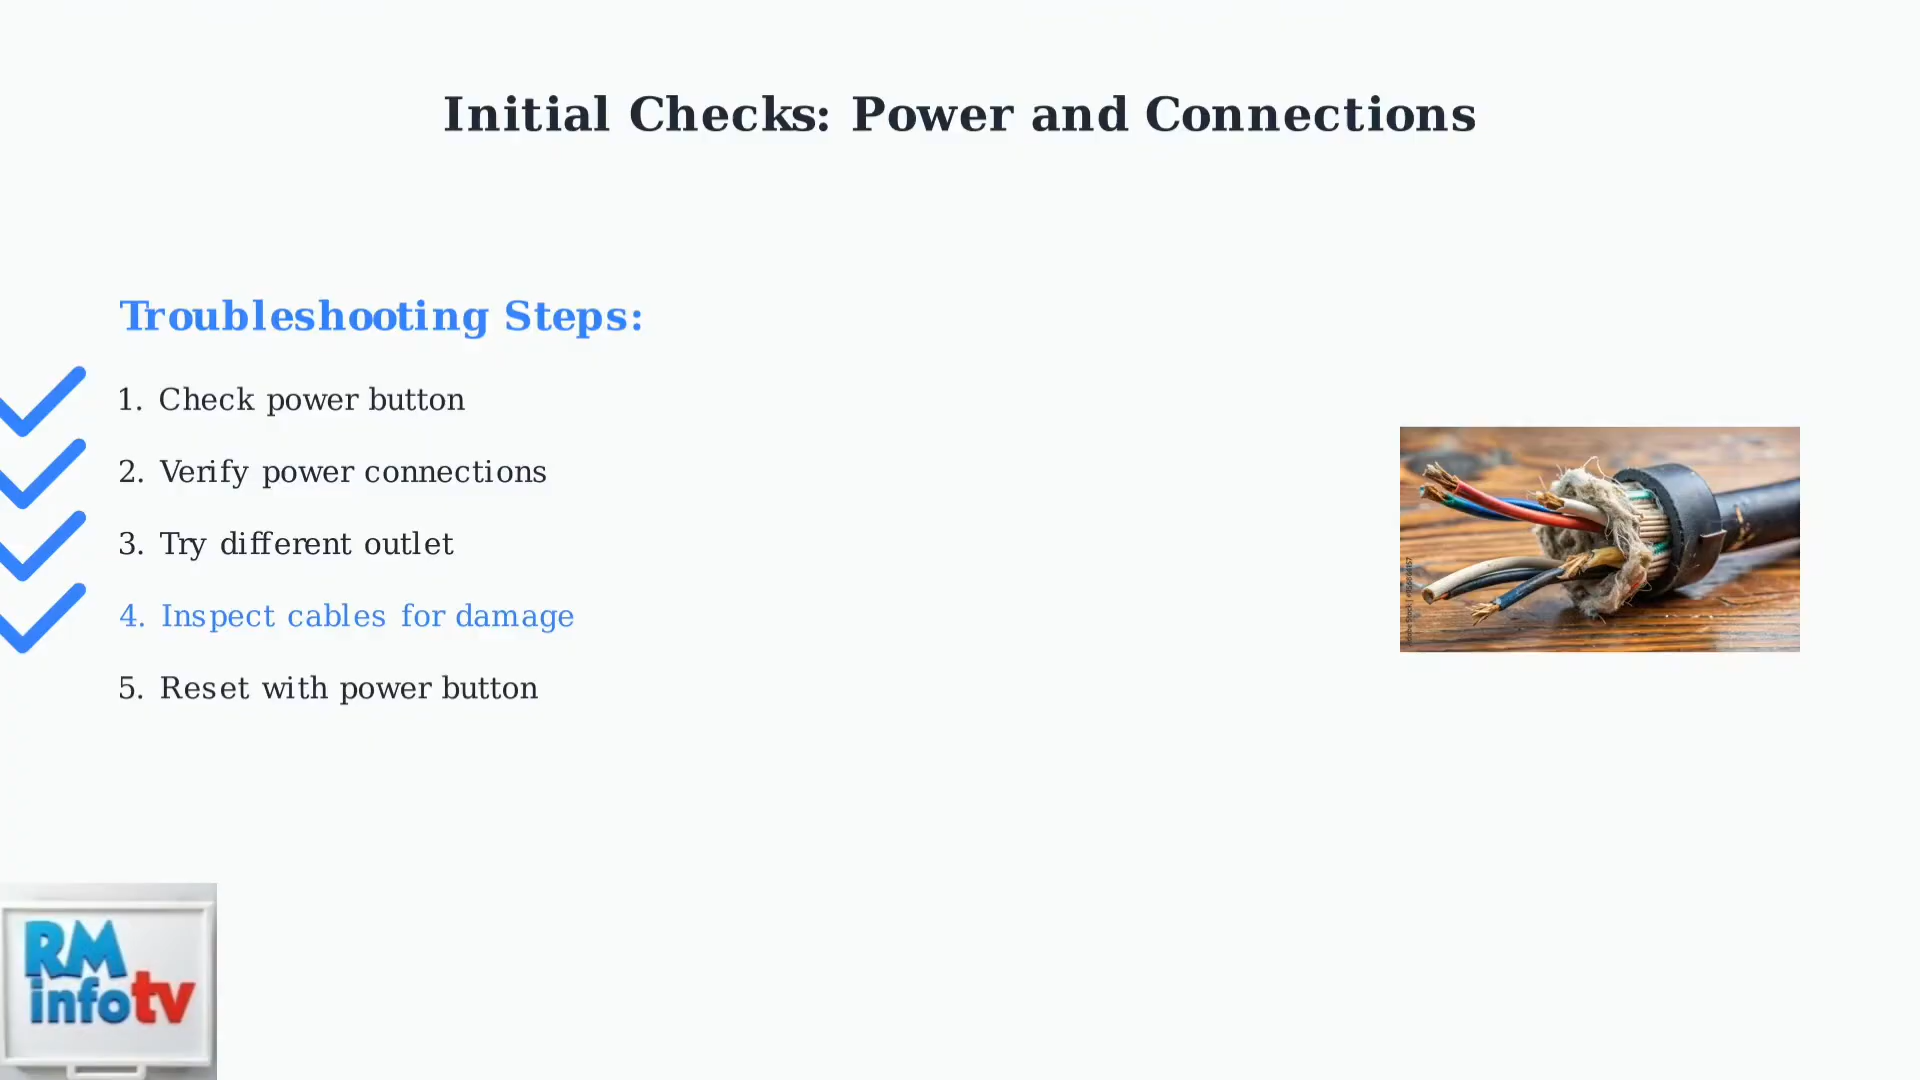 Initial Checks: Power and Connections
Troubleshooting Steps:
1. Check power button
2. Verify power connections
3. Try different outlet
4. Inspect cables for damage
5. Reset with power button
RM
infotv